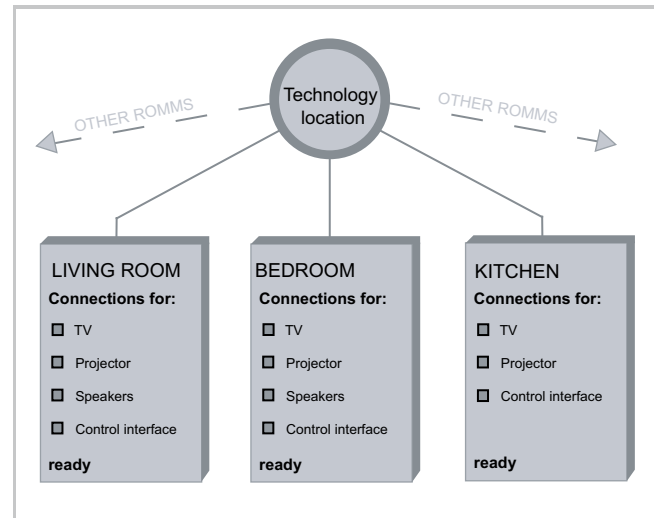 Technology
location
OTHER ROMMS
OTHER ROMMS
LIVING ROOM
Connections for:
TV
Projector
Speakers
Control interface
ready
BEDROOM
Connections for:
TV
Projector
Speakers
Control interface
ready
KITCHEN
Connections for:
TV
Projector
Control interface
ready